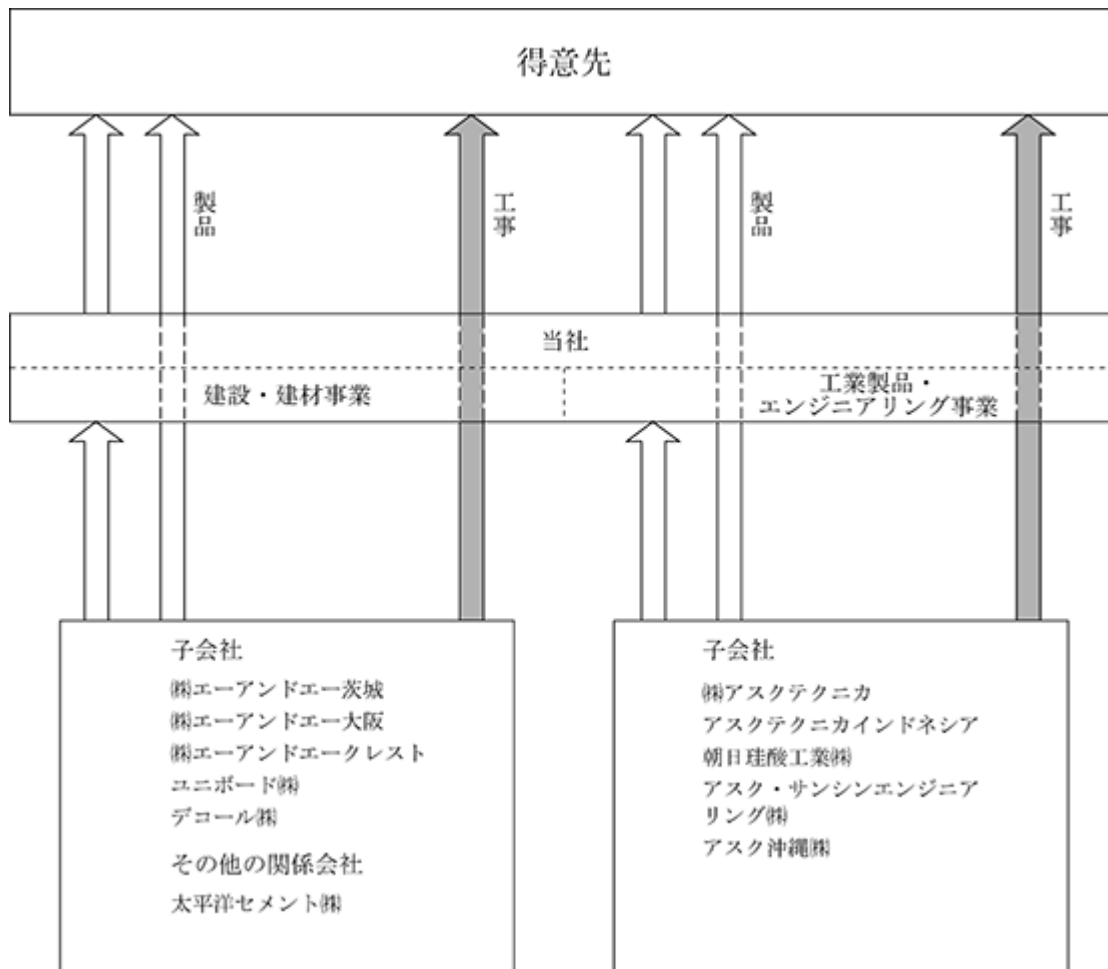 得意先
製品
工事
製品
工事
当社
建設・建材事業
工業製品・
エンジニアリング事業
子会社
㈱エーアンドエー茨城
㈱エーアンドエー大阪
㈱エーアンドエークレスト
ユニボード㈱
デコール㈱
その他の関係会社
太平洋セメント㈱
子会社
㈱アスクテクニカ
アスクテクニカインドネシア
朝日珪酸工業㈱
アスク・サンシンエンジニア
リング㈱
アスク沖縄㈱